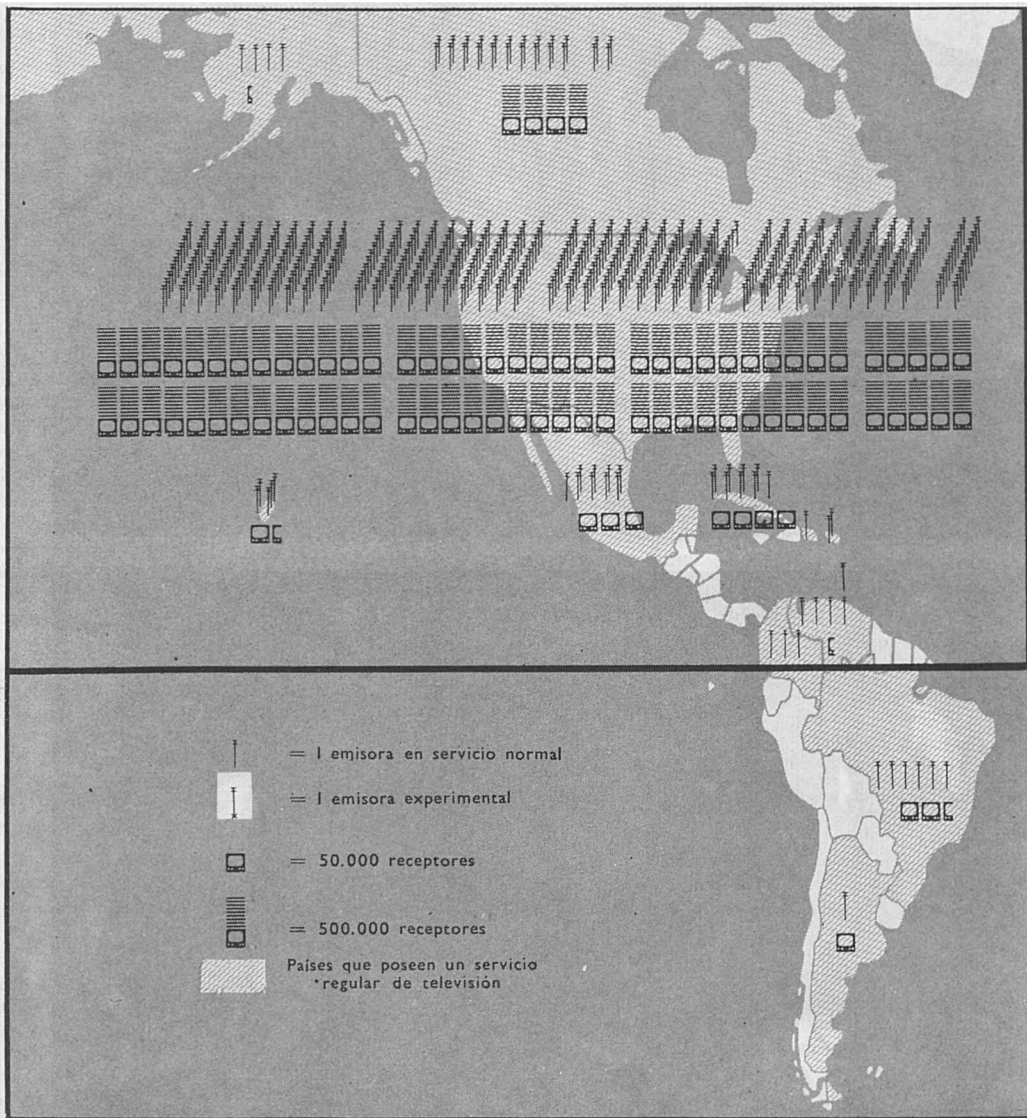 = 1 emisora en servicio normal
= 1 emisora experimental
= 50.000 receptores
= 500.000 receptores
Países que poseen un servicio
regular de televisión